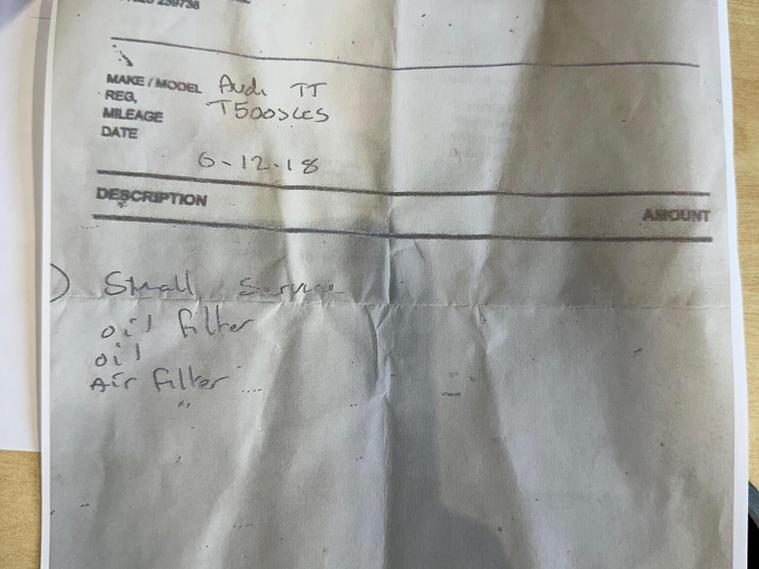 MAKE / MODEL Audi TT
REG,
MILEAGE
DATE
6-12-18
DESCRIPTION
AMOUNT
Small Service
oil filter
oil
Air filter ....